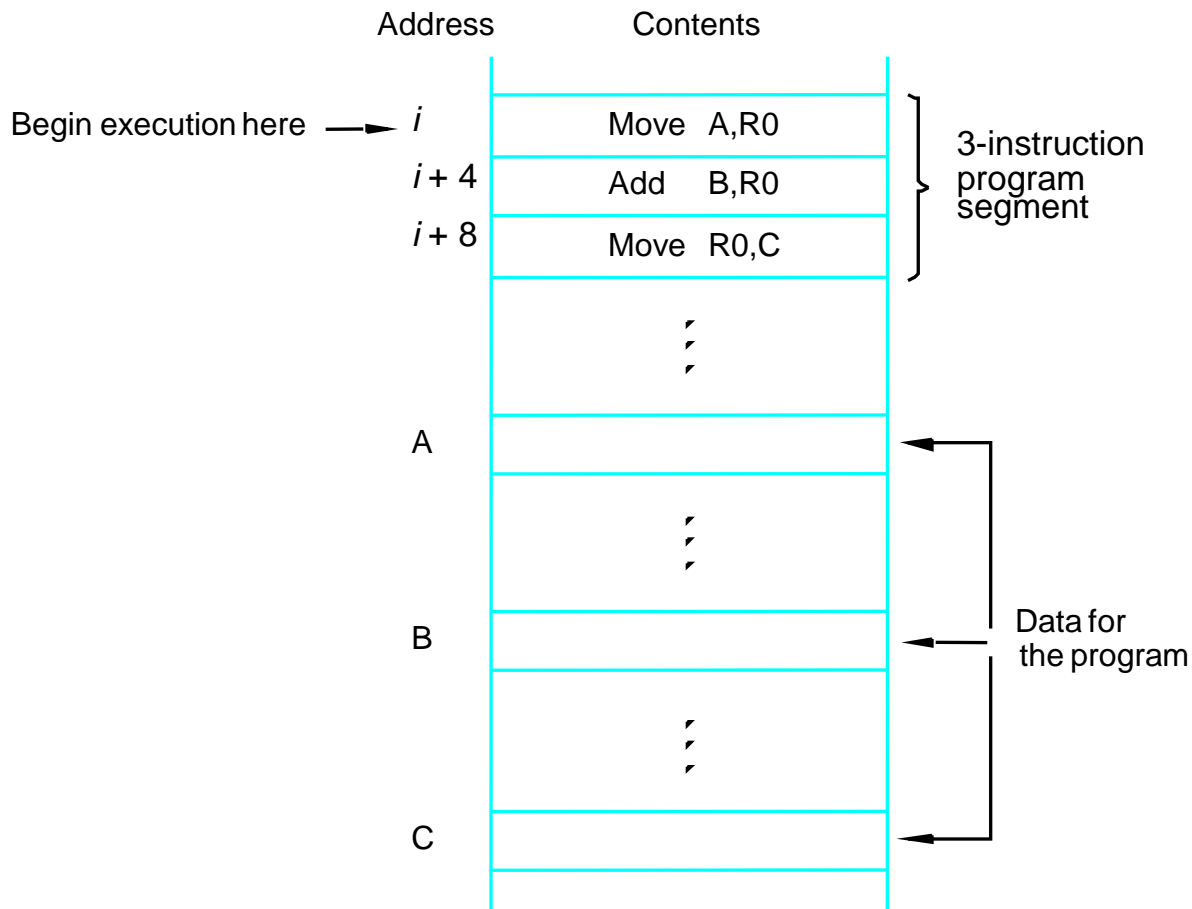 Address Contents
Begin execution here i Move A,R0
i + 4 Add B,R0
i + 8 Move R0,C
3-instruction
program
segment
A
B
C
Data for
the program